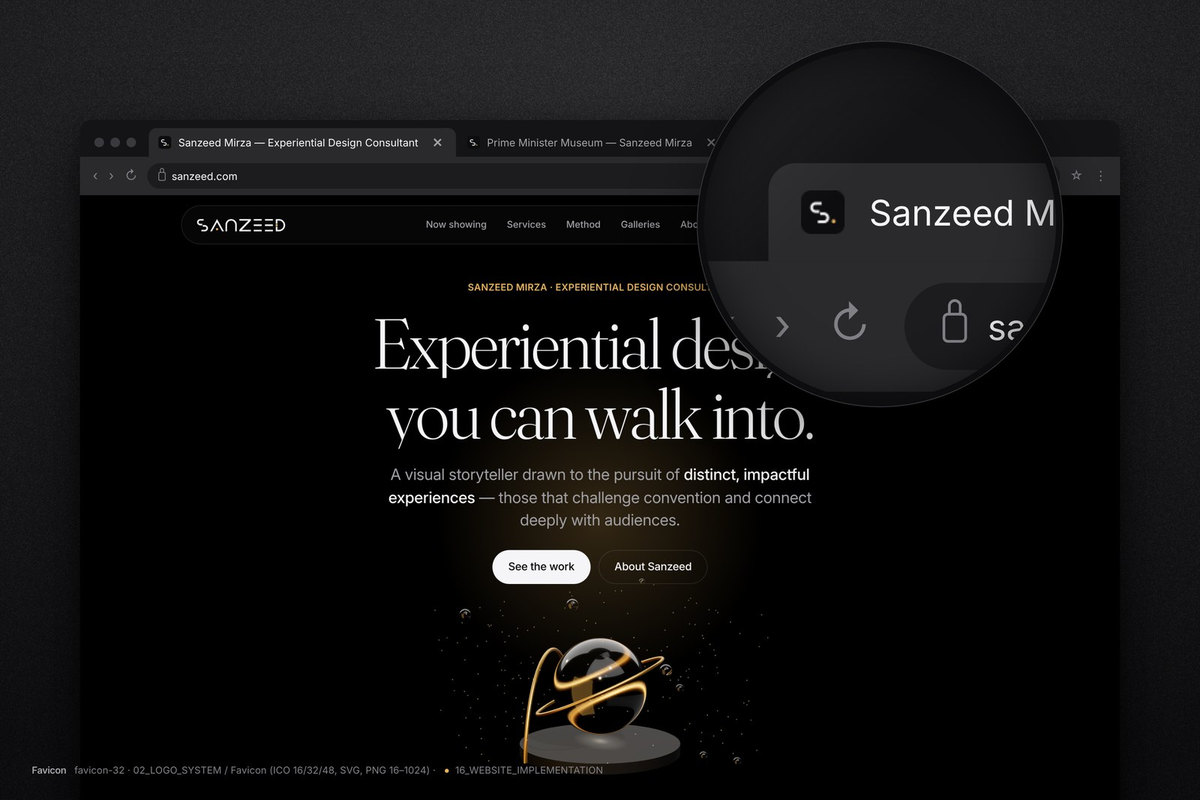 Sanzeed Mirza — Experiential Design Consultant
Prime Minister Museum — Sanzeed Mirza
sanzeed.com
SANZEED
Now showing Services Method Galleries
Sanzeed M
S.
SANZEED MIRZA · EXPERIENTIAL DESIGN
Experiential
you can walk into.
A visual storyteller drawn to the pursuit of distinct, impactful
experiences — those that challenge convention and connect
deeply with audiences.
See the work
About Sanzeed
Favicon favicon-32 · 02_LOGO_SYSTEM / Favicon (ICO 16/32/48, SVG, PNG 16–1024) · 16_WEBSITE_IMPLEMENTATION